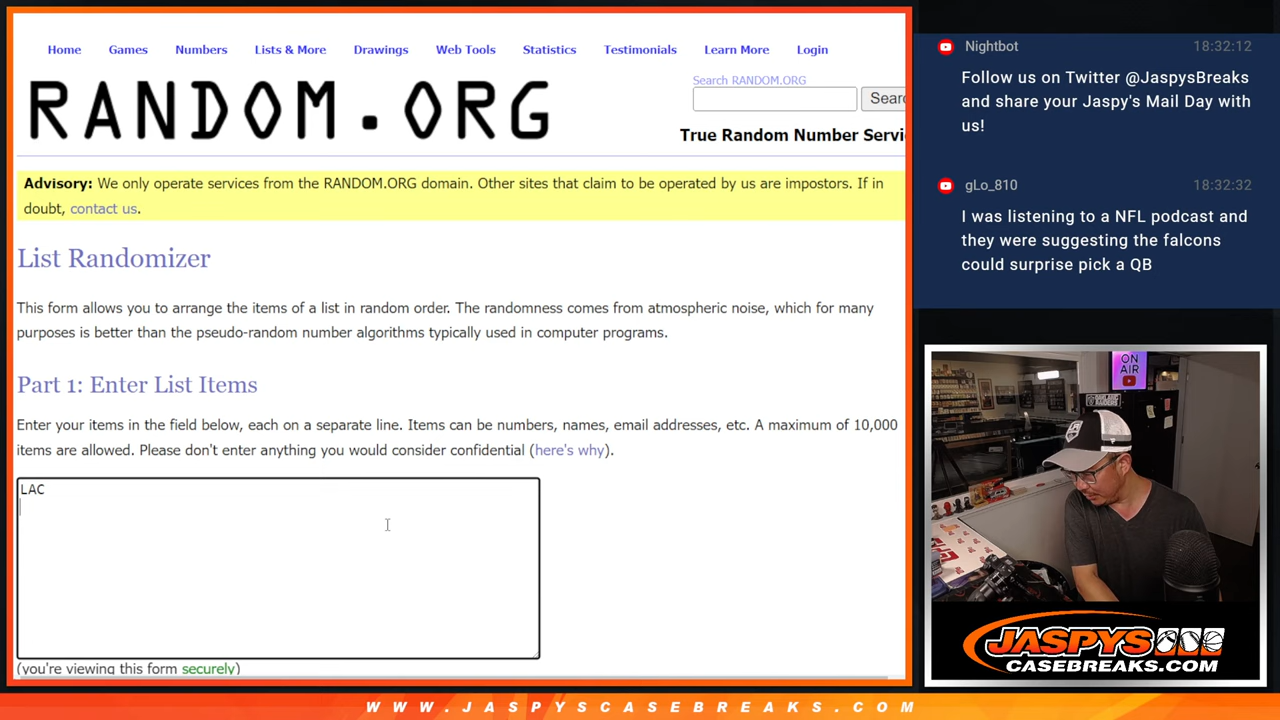 Home Games Numbers Lists & More Drawings Web Tools Statistics Testimonials Learn More Login
RANDOM.ORG
Search RANDOM.ORG
Sear
True Random Number Servi
Advisory: We only operate services from the RANDOM.ORG domain. Other sites that claim to be operated by us are impostors. If in
doubt, contact us.
List Randomizer
This form allows you to arrange the items of a list in random order. The randomness comes from atmospheric noise, which for many
purposes is better than the pseudo-random number algorithms typically used in computer programs.
Part 1: Enter List Items
Enter your items in the field below, each on a separate line. Items can be numbers, names, email addresses, etc. A maximum of 10,000
items are allowed. Please don't enter anything you would consider confidential (here's why).
LAC
(you're viewing this form securely)
Nightbot 18:32:12
Follow us on Twitter @JaspysBreaks
and share your Jaspy's Mail Day with
us!
gLo_810 18:32:32
I was listening to a NFL podcast and
they were suggesting the falcons
could surprise pick a QB
ON
AIR
JASPYS
CASEBREAKS.COM
WWW.JASPYSCASEBREAKS.COM